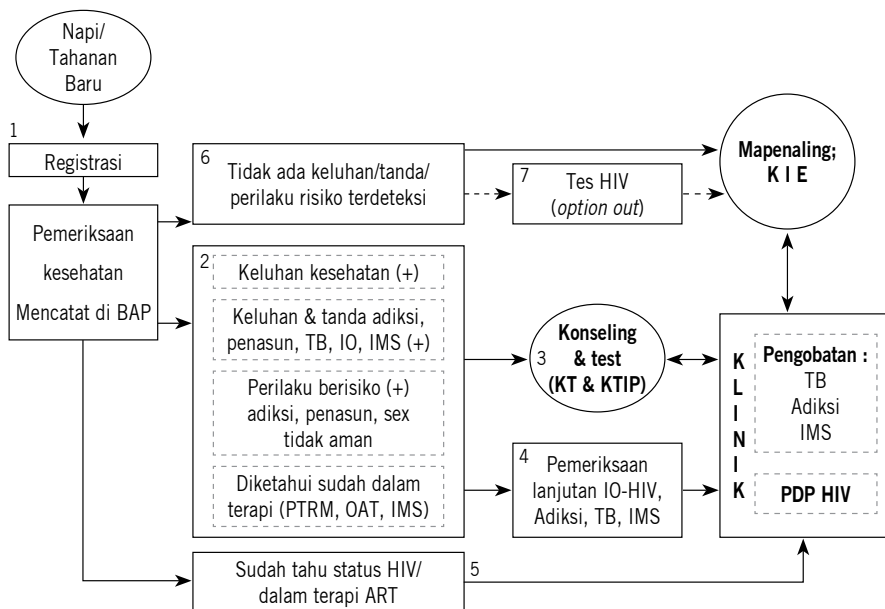 Napi/
Tahanan
Baru
1
Registrasi
Pemeriksaan
kesehatan
Mencatat di BAP
6
Tidak ada keluhan/tanda/
perilaku risiko terdeteksi
7
Tes HIV
(option out)
Mapenaling;
K I E
2
Keluhan kesehatan (+)
Keluhan & tanda adiksi,
penasun, TB, IO, IMS (+)
Perilaku berisiko (+)
adiksi, penasun, sex
tidak aman
Diketahui sudah dalam
terapi (PTRM, OAT, IMS)
3
Konseling
& test
(KT & KTIP)
4
Pemeriksaan
lanjutan IO-HIV,
Adiksi, TB, IMS
K
L
I
N
I
K
Pengobatan :
TB
Adiksi
IMS
PDP HIV
5
Sudah tahu status HIV/
dalam terapi ART